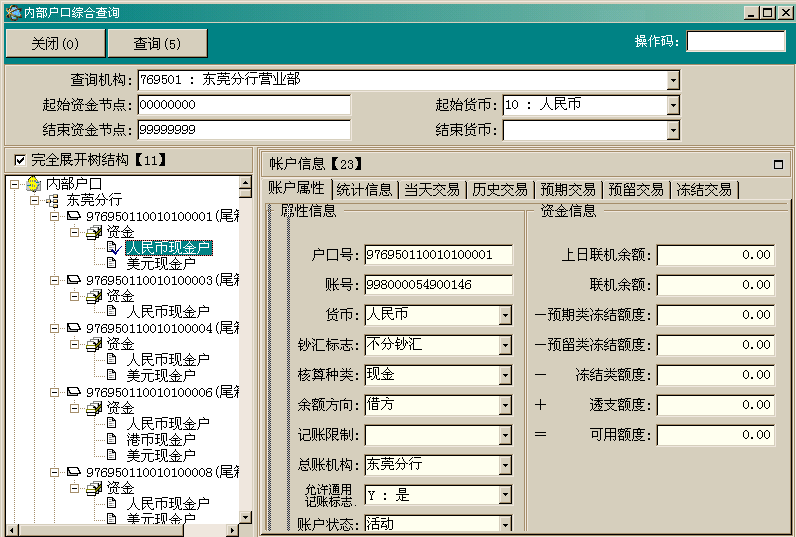 内部户口综合查询
关闭(0) 查询(5) 操作码:
查询机构: 769501 : 东莞分行营业部
起始资金节点: 00000000 起始货币: 10 : 人民币
结束资金节点: 99999999 结束货币:
完全展开树结构【11】
内部户口
东莞分行
976950110010100001(尾箱
资金
人民币现金户
美元现金户
976950110010100003(尾箱
资金
人民币现金户
976950110010100004(尾箱
资金
人民币现金户
美元现金户
976950110010100006(尾箱
资金
人民币现金户
港币现金户
美元现金户
976950110010100008(尾箱
资金
人民币现金户
美元现金户
帐户信息【23】
账户属性 统计信息 当天交易 历史交易 预期交易 预留交易 冻结交易
属性信息
户口号: 976950110010100001
账号: 998000054900146
货币: 人民币
钞汇标志: 不分钞汇
核算种类: 现金
余额方向: 借方
记账限制:
总账机构: 东莞分行
允许通用
记账标志: Y : 是
账户状态: 活动
资金信息
上日联机余额: 0.00
联机余额: 0.00
－预期类冻结额度: 0.00
－预留类冻结额度: 0.00
－ 冻结类额度: 0.00
＋ 透支额度: 0.00
＝ 可用额度: 0.00